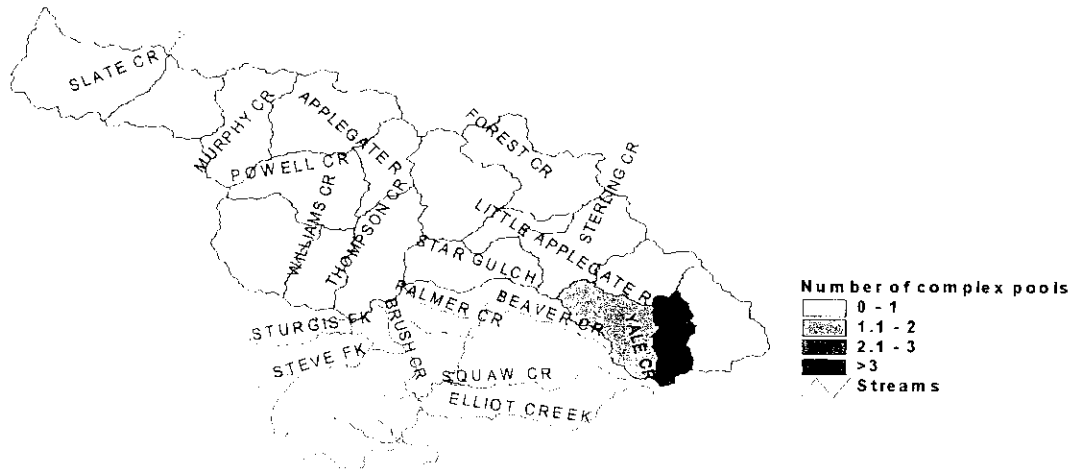 SLATE CR
MURPHY CR
APPLEGATE R
POWELL CR
FOREST CR
STERLING CR
WILLIAMS CR
THOMPSON CR
LITTLE APPLEGATE R
STAR GULCH
PALMER CR
BEAVER CR
YALE CR
BRUSH CR
STURGIS FK
STEVE FK
SQUAW CR
ELLIOT CREEK
Number of complex pools
0 - 1
1.1 - 2
2.1 - 3
>3
Streams